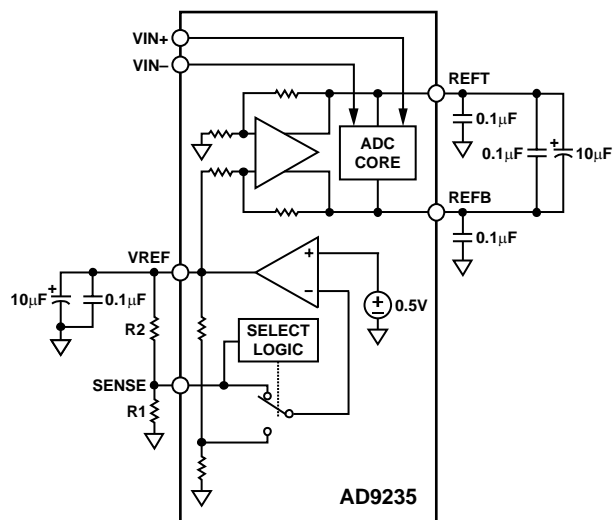 VIN+
VIN–
REFT
0.1μF
ADC
CORE
0.1μF
+
10μF
REFB
0.1μF
VREF
+
–
0.5V
+
10μF
0.1μF
R2
SELECT
LOGIC
SENSE
R1
AD9235